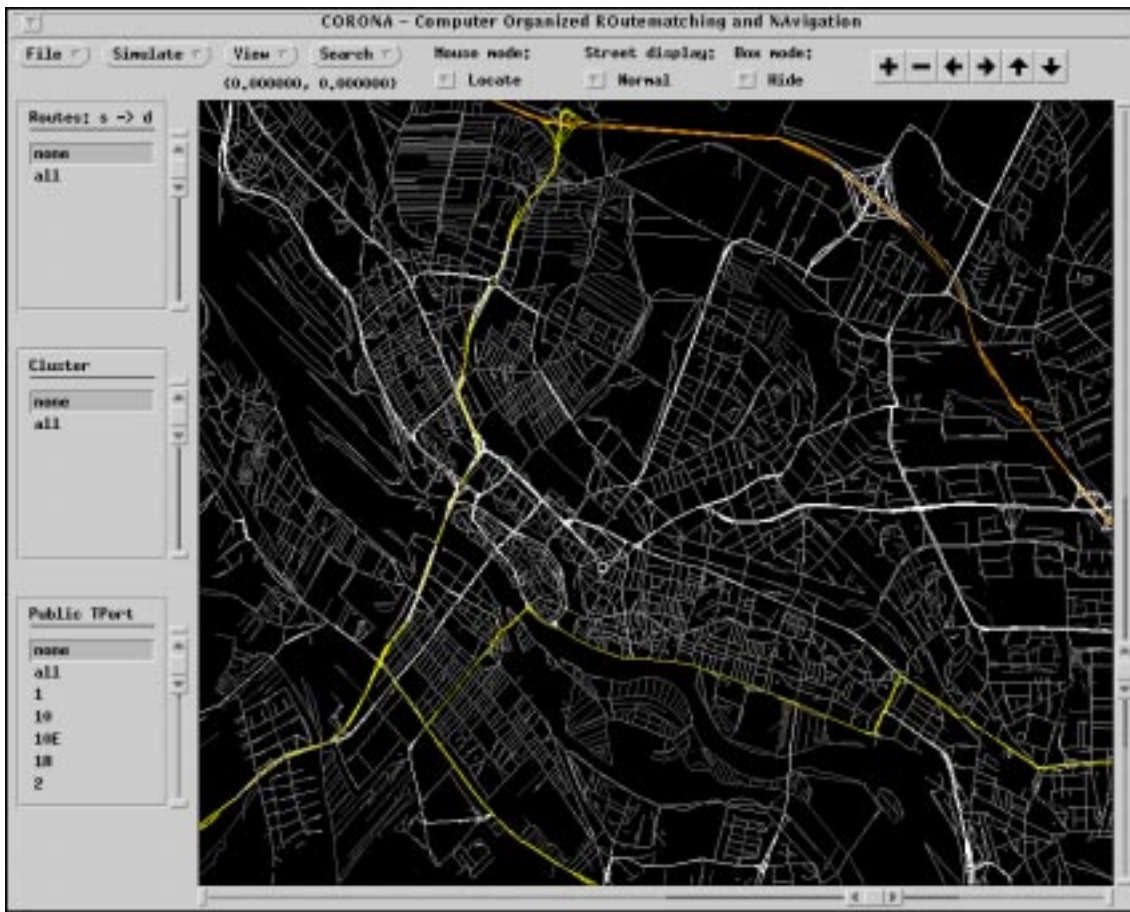 CORONA - Computer Organized ROutematching and NAvigation
File Simulate View Search Mouse mode: Street display: Box mode:
(0,000000, 0,000000) Locate Normal Hide
Routes: s -> d
none
all
Cluster
none
all
Public TPort
none
all
1
10
10E
1N
2